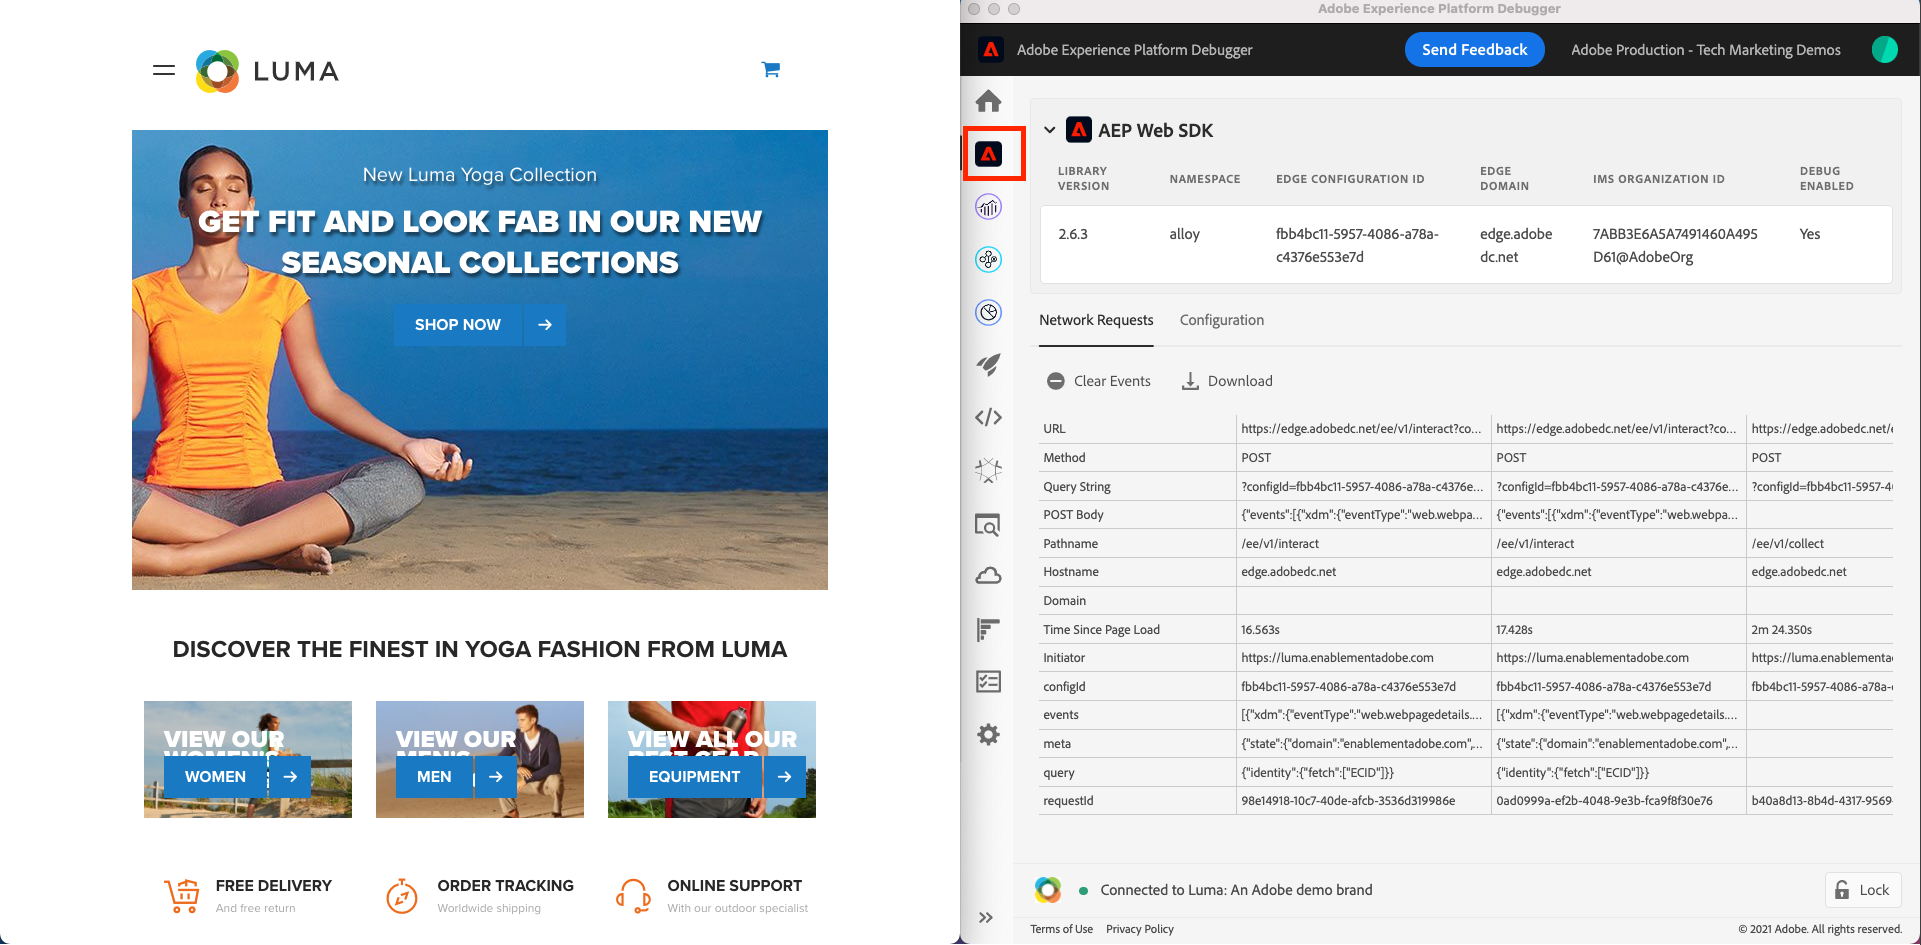 LUMA
New Luma Yoga Collection
GET FIT AND LOOK FAB IN OUR NEW
SEASONAL COLLECTIONS
SHOP NOW
DISCOVER THE FINEST IN YOGA FASHION FROM LUMA
VIEW OUR
WOMEN'S
WOMEN
VIEW OUR
MEN'S
MEN
VIEW ALL OUR
BEST GEAR
EQUIPMENT
FREE DELIVERY
And free return
ORDER TRACKING
Worldwide shipping
ONLINE SUPPORT
With our outdoor specialist
Adobe Experience Platform Debugger
Adobe Experience Platform Debugger
Send Feedback
Adobe Production - Tech Marketing Demos
AEP Web SDK
LIBRARY VERSION NAMESPACE EDGE CONFIGURATION ID EDGE DOMAIN IMS ORGANIZATION ID DEBUG ENABLED
2.6.3 alloy fbb4bc11-5957-4086-a78a- edge.adobe 7ABB3E6A5A7491460A495 Yes
c4376e553e7d dc.net D61@AdobeOrg
Network Requests Configuration
Clear Events Download
URL https://edge.adobedc.net/ee/v1/interact?co... https://edge.adobedc.net/ee/v1/interact?co... https://edge.adobedc.net/e
Method POST POST POST
Query String ?configId=fbb4bc11-5957-4086-a78a-c4376e... ?configId=fbb4bc11-5957-4086-a78a-c4376e... ?configId=fbb4bc11-5957-4
POST Body {"events":[{"xdm":{"eventType":"web.webpa... {"events":[{"xdm":{"eventType":"web.webpa...
Pathname /ee/v1/interact /ee/v1/interact /ee/v1/collect
Hostname edge.adobedc.net edge.adobedc.net edge.adobedc.net
Domain
Time Since Page Load 16.563s 17.428s 2m 24.350s
Initiator https://luma.enablementadobe.com https://luma.enablementadobe.com https://luma.enablementa
configId fbb4bc11-5957-4086-a78a-c4376e553e7d fbb4bc11-5957-4086-a78a-c4376e553e7d fbb4bc11-5957-4086-a78a-
events [{"xdm":{"eventType":"web.webpagedetails.... [{"xdm":{"eventType":"web.webpagedetails....
meta {"state":{"domain":"enablementadobe.com",... {"state":{"domain":"enablementadobe.com",...
query {"identity":{"fetch":["ECID"]}} {"identity":{"fetch":["ECID"]}}
requestId 98e14918-10c7-40de-afcb-3536d319986e 0ad0999a-ef2b-4048-9e3b-fca9f8f30e76 b40a8d13-8b4d-4317-9569-
Connected to Luma: An Adobe demo brand
Lock
Terms of Use Privacy Policy © 2021 Adobe. All rights reserved.